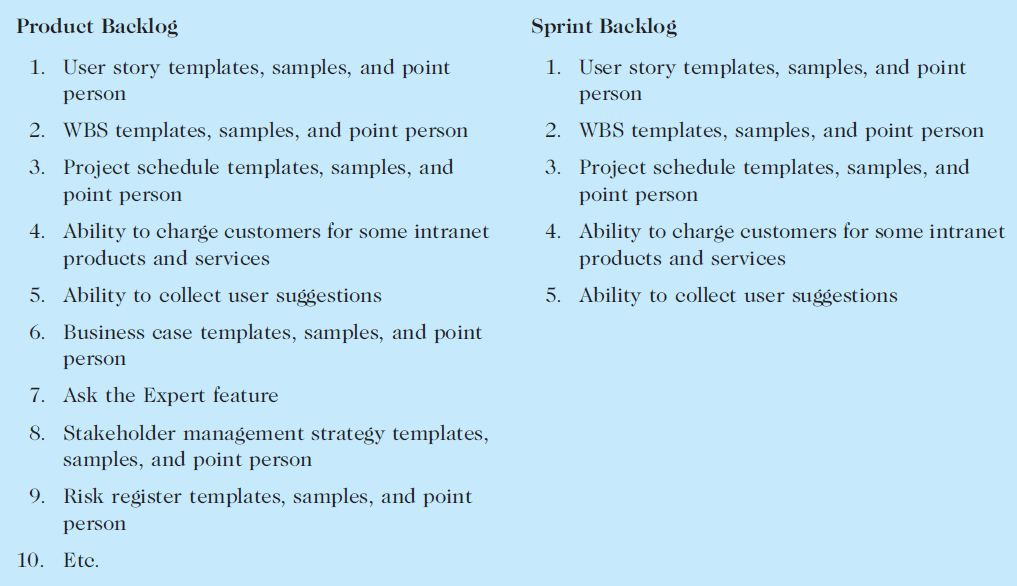 Product Backlog
1. User story templates, samples, and point
person
2. WBS templates, samples, and point person
3. Project schedule templates, samples, and
point person
4. Ability to charge customers for some intranet
products and services
5. Ability to collect user suggestions
6. Business case templates, samples, and point
person
7. Ask the Expert feature
8. Stakeholder management strategy templates,
samples, and point person
9. Risk register templates, samples, and point
person
10. Etc.
Sprint Backlog
1. User story templates, samples, and point
person
2. WBS templates, samples, and point person
3. Project schedule templates, samples, and
point person
4. Ability to charge customers for some intranet
products and services
5. Ability to collect user suggestions